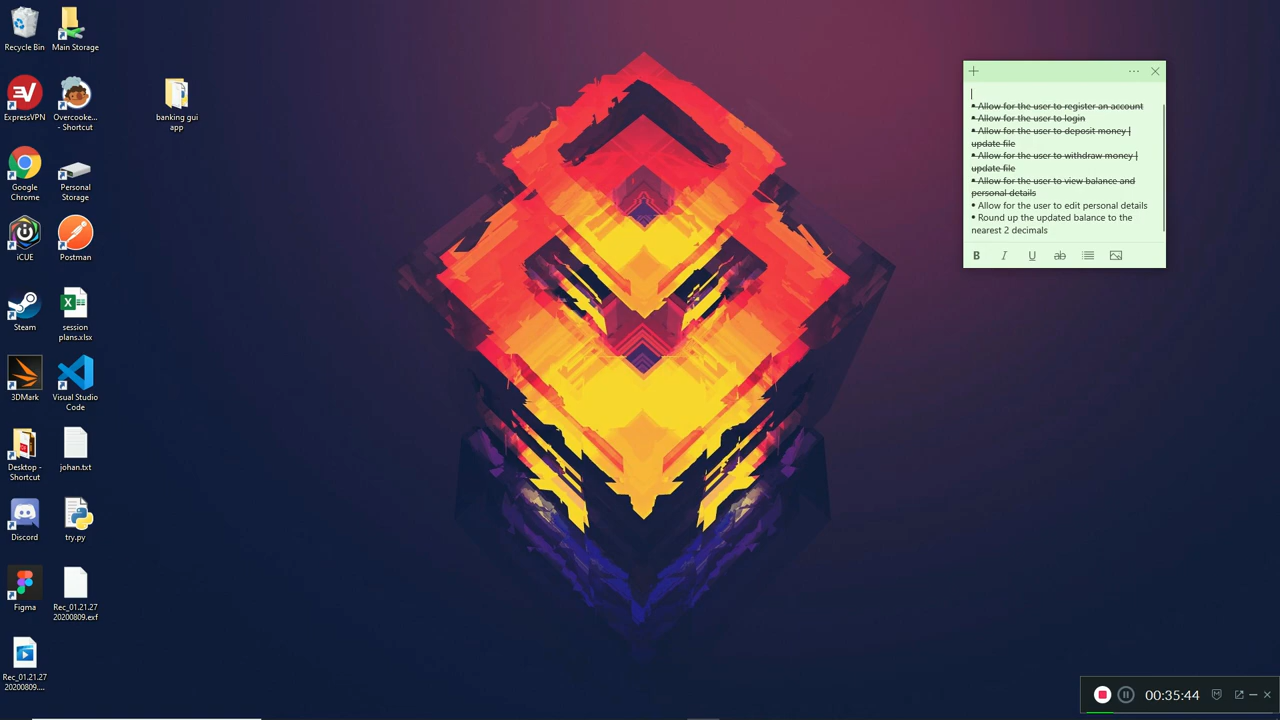 Recycle Bin
Main Storage
ExpressVPN
Overcooke...
- Shortcut
banking gui
app
Google
Chrome
Personal
Storage
iCUE
Postman
Steam
session
plans.xlsx
3DMark
Visual Studio
Code
Desktop -
Shortcut
johan.txt
Discord
try.py
Figma
Rec_01.21.27
20200809.exf
Rec_01.21.27
20200809....
• Allow for the user to register an account
• Allow for the user to login
• Allow for the user to deposit money |
update file
• Allow for the user to withdraw money |
update file
• Allow for the user to view balance and
personal details
• Allow for the user to edit personal details
• Round up the updated balance to the
nearest 2 decimals
B I U ab
00:35:44